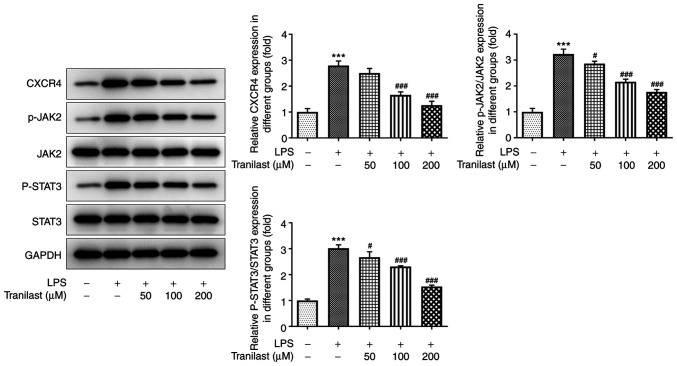 CXCR4
p-JAK2
JAK2
P-STAT3
STAT3
GAPDH
LPS – + + + +
Tranilast (μM) – – 50 100 200
Relative CXCR4 expression in
different groups (fold)
4
3
2
1
0
*** ### ###
LPS – + + + +
Tranilast (μM) – – 50 100 200
Relative p-JAK2/JAK2 expression
in different groups (fold)
4
3
2
1
0
*** # ### ###
LPS – + + + +
Tranilast (μM) – – 50 100 200
Relative P-STAT3/STAT3 expression
in different groups (fold)
4
3
2
1
0
*** # ### ###
LPS – + + + +
Tranilast (μM) – – 50 100 200